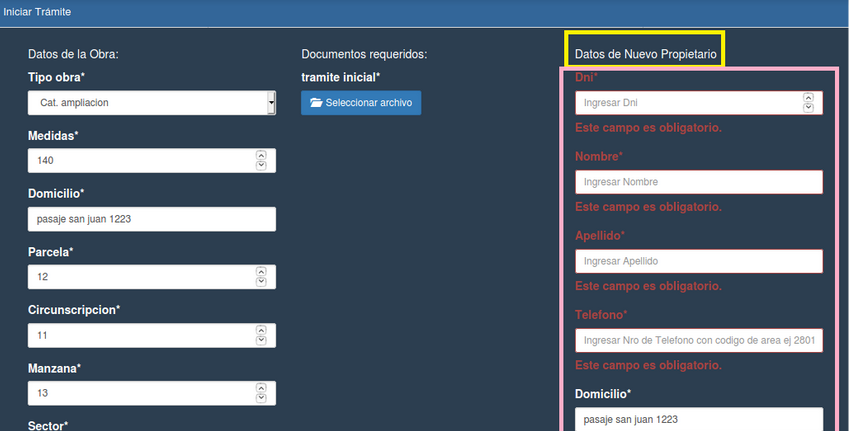 Iniciar Trámite
Datos de la Obra:
Tipo obra*
Cat. ampliacion
Medidas*
140
Domicilio*
pasaje san juan 1223
Parcela*
12
Circunscripcion*
11
Manzana*
13
Sector*
Documentos requeridos:
tramite inicial*
Seleccionar archivo
Datos de Nuevo Propietario
Dni*
Ingresar Dni
Este campo es obligatorio.
Nombre*
Ingresar Nombre
Este campo es obligatorio.
Apellido*
Ingresar Apellido
Este campo es obligatorio.
Telefono*
Ingresar Nro de Telefono con codigo de area ej 2801
Este campo es obligatorio.
Domicilio*
pasaje san juan 1223